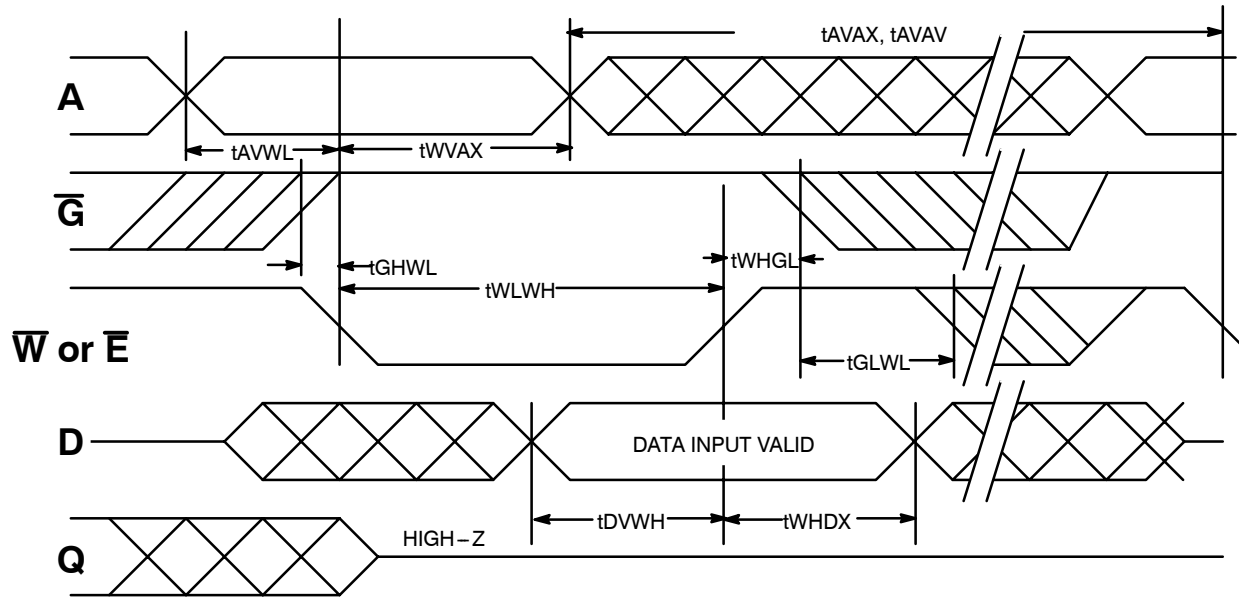 tAVAX, tAVAV
A
tAVWL
tWVAX
G̅
tGHWL
tWHGL
tWLWH
W̅ or E̅
tGLWL
D
DATA INPUT VALID
tDVWH
tWHDX
Q
HIGH–Z